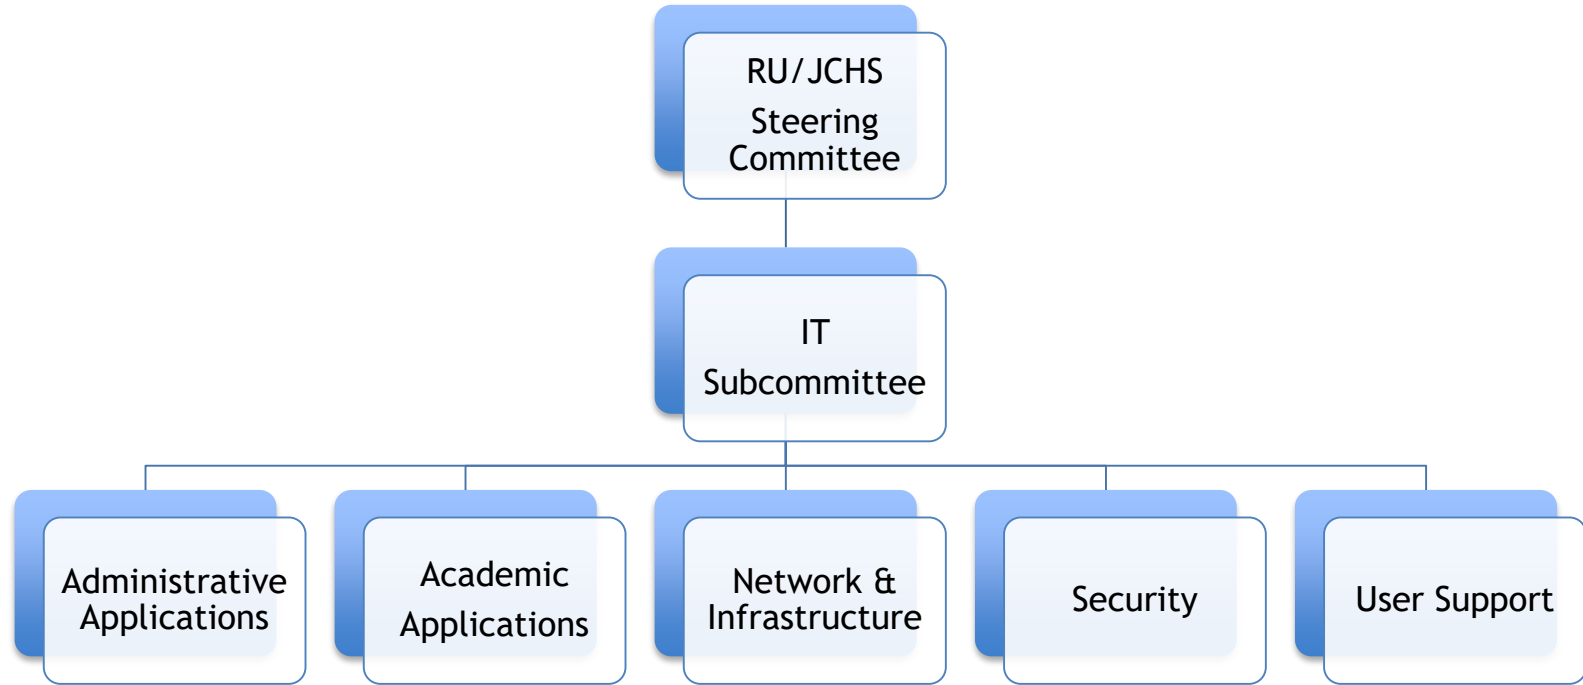 RU/JCHS
Steering
Committee
IT
Subcommittee
Administrative
Applications
Academic
Applications
Network &
Infrastructure
Security
User Support